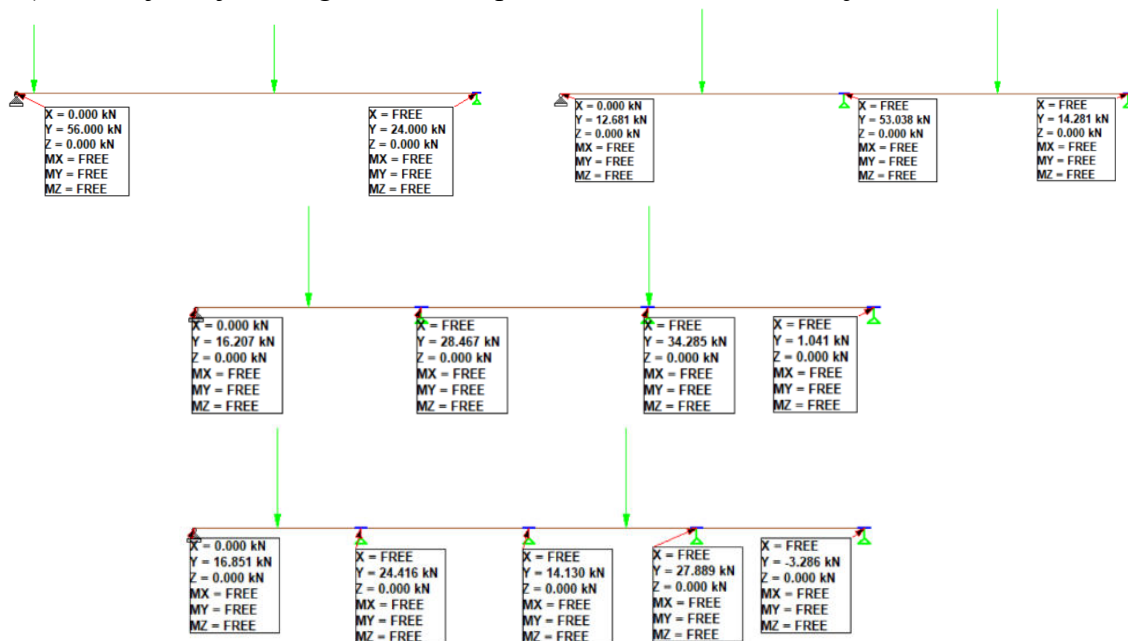 X = 0.000 kN
Y = 56.000 kN
Z = 0.000 kN
MX = FREE
MY = FREE
MZ = FREE
X = FREE
Y = 24.000 kN
Z = 0.000 kN
MX = FREE
MY = FREE
MZ = FREE
X = 0.000 kN
Y = 12.681 kN
Z = 0.000 kN
MX = FREE
MY = FREE
MZ = FREE
X = FREE
Y = 53.038 kN
Z = 0.000 kN
MX = FREE
MY = FREE
MZ = FREE
X = FREE
Y = 14.281 kN
Z = 0.000 kN
MX = FREE
MY = FREE
MZ = FREE
X = 0.000 kN
Y = 16.207 kN
Z = 0.000 kN
MX = FREE
MY = FREE
MZ = FREE
X = FREE
Y = 28.467 kN
Z = 0.000 kN
MX = FREE
MY = FREE
MZ = FREE
X = FREE
Y = 34.285 kN
Z = 0.000 kN
MX = FREE
MY = FREE
MZ = FREE
X = FREE
Y = 1.041 kN
Z = 0.000 kN
MX = FREE
MY = FREE
MZ = FREE
X = 0.000 kN
Y = 16.851 kN
Z = 0.000 kN
MX = FREE
MY = FREE
MZ = FREE
X = FREE
Y = 24.416 kN
Z = 0.000 kN
MX = FREE
MY = FREE
MZ = FREE
X = FREE
Y = 14.130 kN
Z = 0.000 kN
MX = FREE
MY = FREE
MZ = FREE
X = FREE
Y = 27.889 kN
Z = 0.000 kN
MX = FREE
MY = FREE
MZ = FREE
X = FREE
Y = -3.286 kN
Z = 0.000 kN
MX = FREE
MY = FREE
MZ = FREE